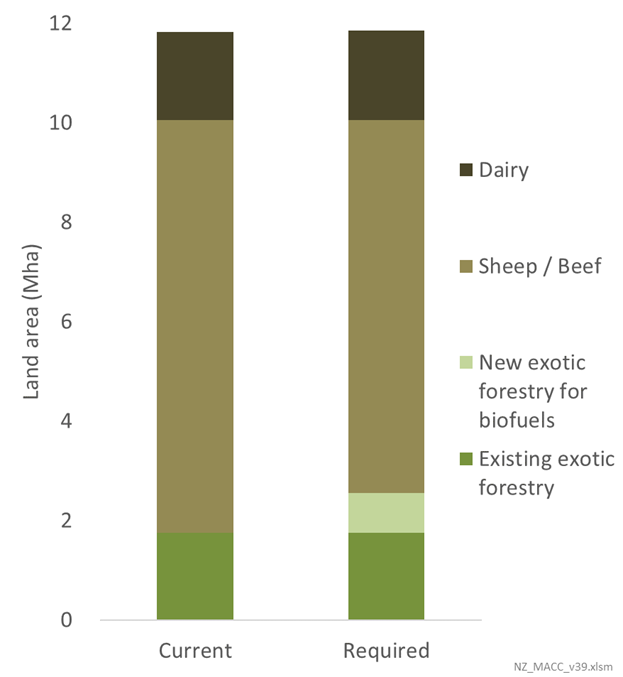 12
10
8
6
4
2
0
Land area (Mha)
Current
Required
Dairy
Sheep / Beef
New exotic
forestry for
biofuels
Existing exotic
forestry
NZ_MACC_v39.xlsm